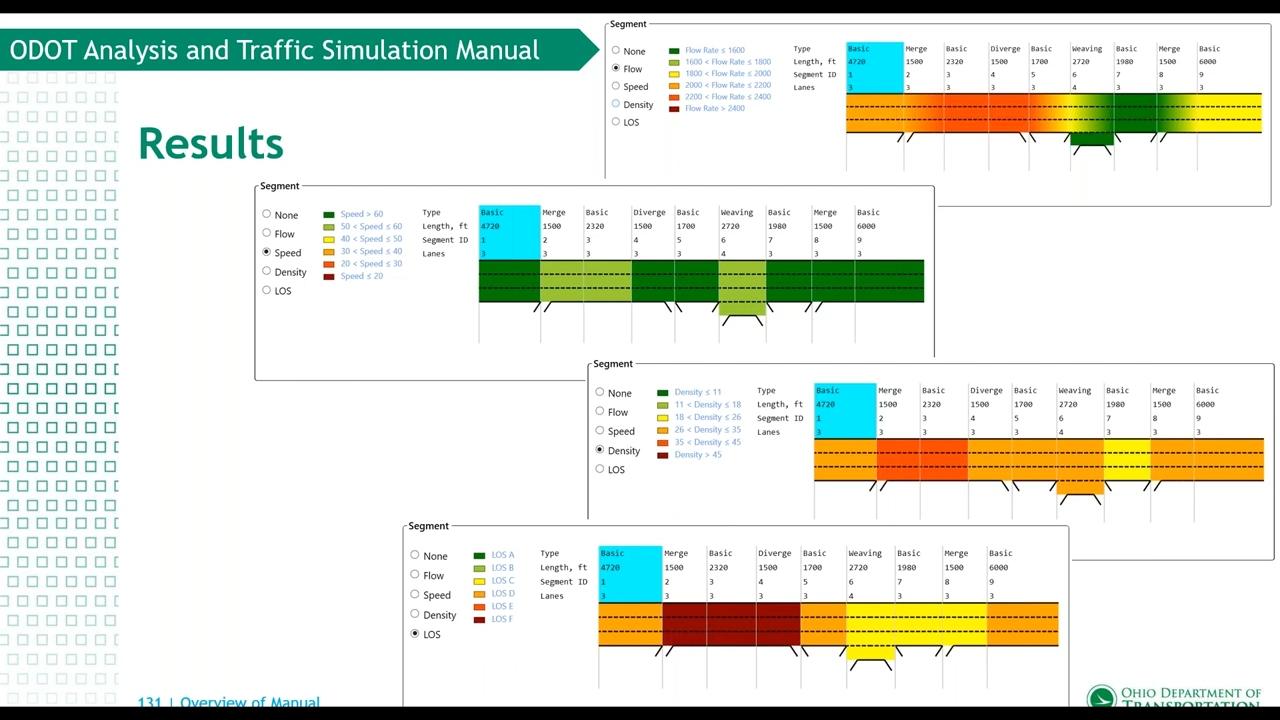 ODOT Analysis and Traffic Simulation Manual
Results
Segment
None
Flow
Speed
Density
LOS
Flow Rate ≤ 1600
1600 < Flow Rate ≤ 1800
1800 < Flow Rate ≤ 2000
2000 < Flow Rate ≤ 2200
2200 < Flow Rate ≤ 2400
Flow Rate > 2400
Type Basic Merge Basic Diverge Basic Weaving Basic Merge Basic
Length, ft 4720 1500 2320 1500 1700 2720 1980 1500 6000
Segment ID 1 2 3 4 5 6 7 8 9
Lanes 3 3 3 3 3 4 3 3 3
Segment
None
Flow
Speed
Density
LOS
Speed > 60
50 < Speed ≤ 60
40 < Speed ≤ 50
30 < Speed ≤ 40
20 < Speed ≤ 30
Speed ≤ 20
Type Basic Merge Basic Diverge Basic Weaving Basic Merge Basic
Length, ft 4720 1500 2320 1500 1700 2720 1980 1500 6000
Segment ID 1 2 3 4 5 6 7 8 9
Lanes 3 3 3 3 3 4 3 3 3
Segment
None
Flow
Speed
Density
LOS
Density ≤ 11
11 < Density ≤ 18
18 < Density ≤ 26
26 < Density ≤ 35
35 < Density ≤ 45
Density > 45
Type Basic Merge Basic Diverge Basic Weaving Basic Merge Basic
Length, ft 4720 1500 2320 1500 1700 2720 1980 1500 6000
Segment ID 1 2 3 4 5 6 7 8 9
Lanes 3 3 3 3 3 4 3 3 3
Segment
None
Flow
Speed
Density
LOS
LOS A
LOS B
LOS C
LOS D
LOS E
LOS F
Type Basic Merge Basic Diverge Basic Weaving Basic Merge Basic
Length, ft 4720 1500 2320 1500 1700 2720 1980 1500 6000
Segment ID 1 2 3 4 5 6 7 8 9
Lanes 3 3 3 3 3 4 3 3 3
131 | Overview of Manual
OHIO DEPARTMENT OF
TRANSPORTATION